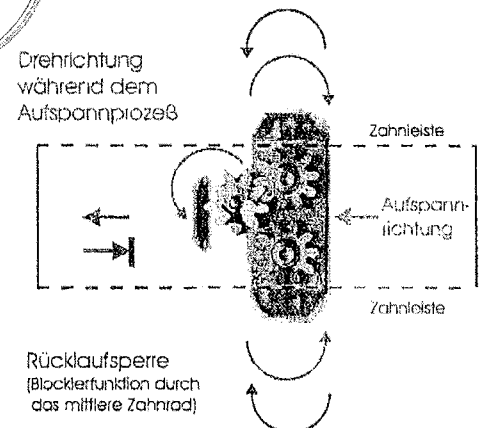 Drehrichtung
während dem
Aufspannprozeß
Zahnleiste
Aufspann-
richtung
Zahnleiste
Rücklaufsperre
(Blockierfunktion durch
das mittlere Zahnrad)